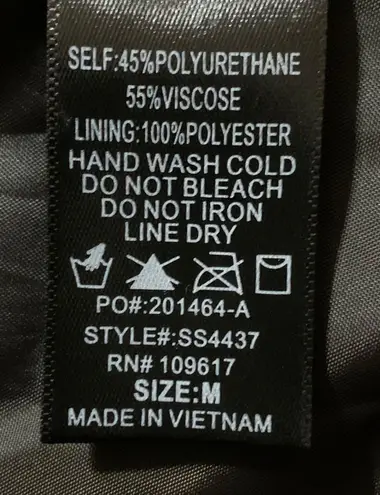 SELF:45%POLYURETHANE
55%VISCOSE
LINING:100%POLYESTER
HAND WASH COLD
DO NOT BLEACH
DO NOT IRON
LINE DRY
PO#:201464-A
STYLE#:SS4437
RN# 109617
SIZE:M
MADE IN VIETNAM